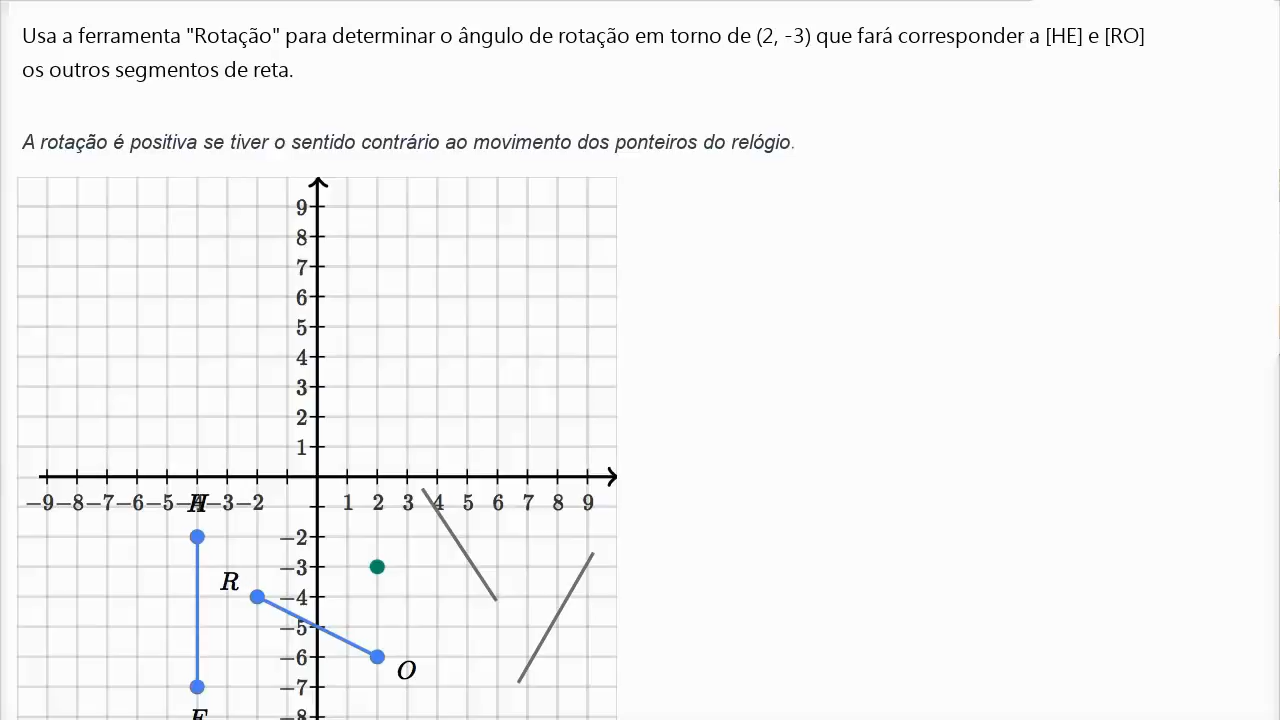 Usa a ferramenta "Rotação" para determinar o ângulo de rotação em torno de (2, -3) que fará corresponder a [HE] e [RO]
os outros segmentos de reta.
A rotação é positiva se tiver o sentido contrário ao movimento dos ponteiros do relógio.
9
8
7
6
5
4
3
2
1
−9 −8 −7 −6 −5 −4 −3 −2 1 2 3 4 5 6 7 8 9
H
−2
−3
R
−4
−5
−6
O
−7
−8